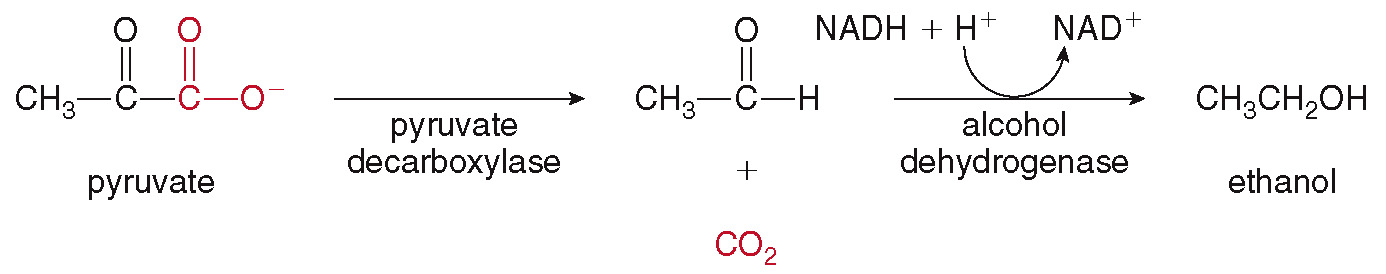 O O O NADH + H⁺ NAD⁺
CH₃—C—C—O⁻ CH₃—C—H CH₃CH₂OH
pyruvate alcohol
decarboxylase dehydrogenase
pyruvate + ethanol
CO₂